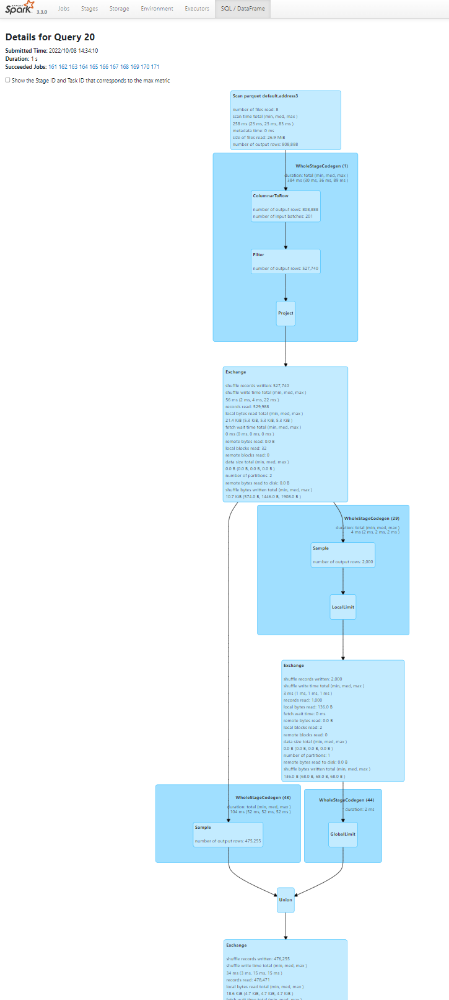 APACHE
Spark 3.3.0
Jobs
Stages
Storage
Environment
Executors
SQL / DataFrame
Details for Query 20
Submitted Time: 2022/10/08 14:34:10
Duration: 1 s
Succeeded Jobs: 161 162 163 164 165 166 167 168 169 170 171
Show the Stage ID and Task ID that corresponds to the max metric
Scan parquet default.address3
number of files read: 8
scan time total (min, med, max )
258 ms (23 ms, 23 ms, 83 ms )
metadata time: 0 ms
size of files read: 26.9 MiB
number of output rows: 808,888
WholeStageCodegen (1)
duration: total (min, med, max )
384 ms (30 ms, 36 ms, 89 ms )
ColumnarToRow
number of output rows: 808,888
number of input batches: 201
Filter
number of output rows: 527,740
Project
Exchange
shuffle records written: 527,740
shuffle write time total (min, med, max )
56 ms (2 ms, 4 ms, 22 ms )
records read: 529,988
local bytes read total (min, med, max )
21.4 KiB (5.3 KiB, 5.3 KiB, 5.3 KiB )
fetch wait time total (min, med, max )
0 ms (0 ms, 0 ms, 0 ms )
remote bytes read: 0.0 B
local blocks read: 32
remote blocks read: 0
data size total (min, med, max )
0.0 B (0.0 B, 0.0 B, 0.0 B )
number of partitions: 2
remote bytes read to disk: 0.0 B
shuffle bytes written total (min, med, max )
10.7 KiB (574.0 B, 1446.0 B, 1908.0 B )
WholeStageCodegen (29)
duration: total (min, med, max )
4 ms (2 ms, 2 ms, 2 ms )
Sample
number of output rows: 2,000
LocalLimit
Exchange
shuffle records written: 2,000
shuffle write time total (min, med, max )
3 ms (1 ms, 1 ms, 1 ms )
records read: 1,000
local bytes read: 136.0 B
fetch wait time: 0 ms
remote bytes read: 0.0 B
local blocks read: 2
remote blocks read: 0
data size total (min, med, max )
0.0 B (0.0 B, 0.0 B, 0.0 B )
number of partitions: 1
remote bytes read to disk: 0.0 B
shuffle bytes written total (min, med, max )
136.0 B (68.0 B, 68.0 B, 68.0 B )
WholeStageCodegen (43)
duration: total (min, med, max )
104 ms (52 ms, 52 ms, 52 ms )
Sample
number of output rows: 475,255
WholeStageCodegen (44)
duration: 2 ms
GlobalLimit
Union
Exchange
shuffle records written: 476,255
shuffle write time total (min, med, max )
34 ms (3 ms, 15 ms, 15 ms )
records read: 478,471
local bytes read total (min, med, max )
18.6 KiB (4.7 KiB, 4.7 KiB, 4.7 KiB )
fetch wait time total (min, med, max )